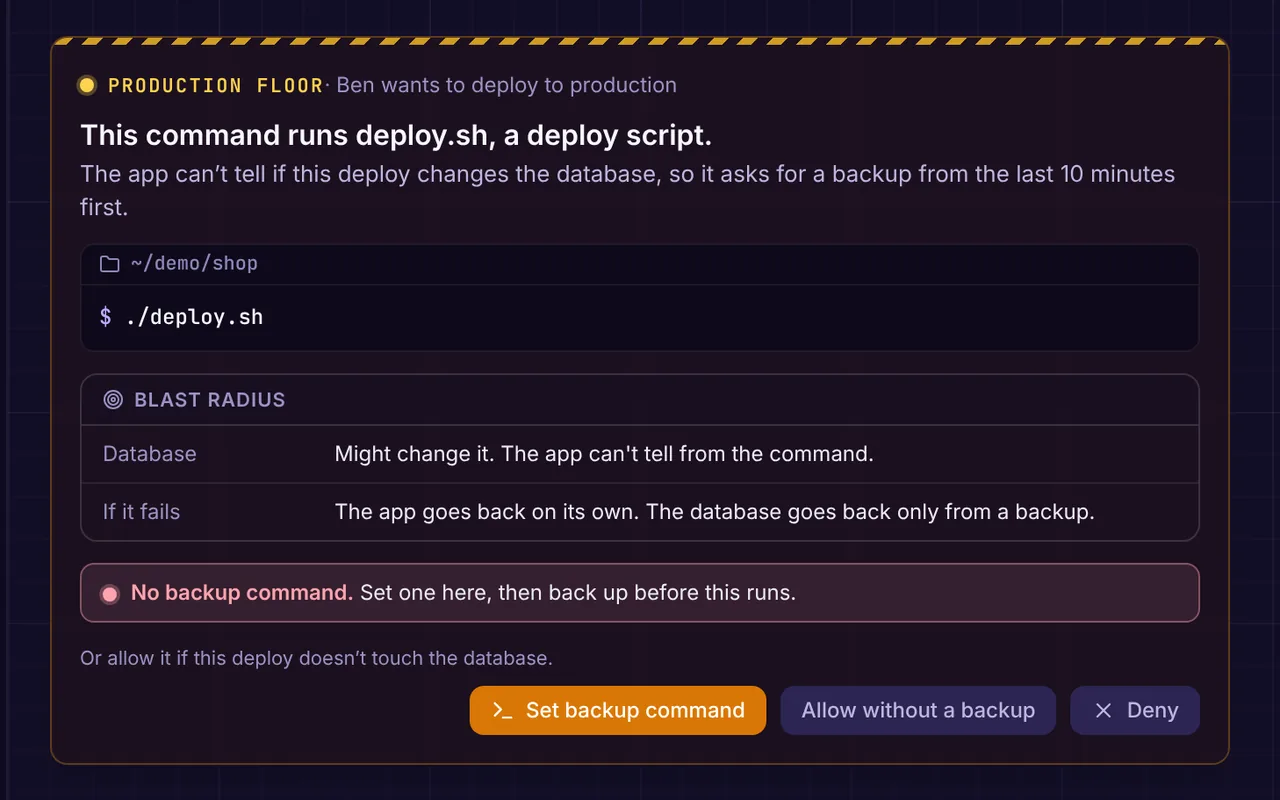 PRODUCTION FLOOR · Ben wants to deploy to production
This command runs deploy.sh, a deploy script.
The app can’t tell if this deploy changes the database, so it asks for a backup from the last 10 minutes
first.
~/demo/shop
$ ./deploy.sh
BLAST RADIUS
Database Might change it. The app can't tell from the command.
If it fails The app goes back on its own. The database goes back only from a backup.
No backup command. Set one here, then back up before this runs.
Or allow it if this deploy doesn’t touch the database.
Set backup command Allow without a backup Deny